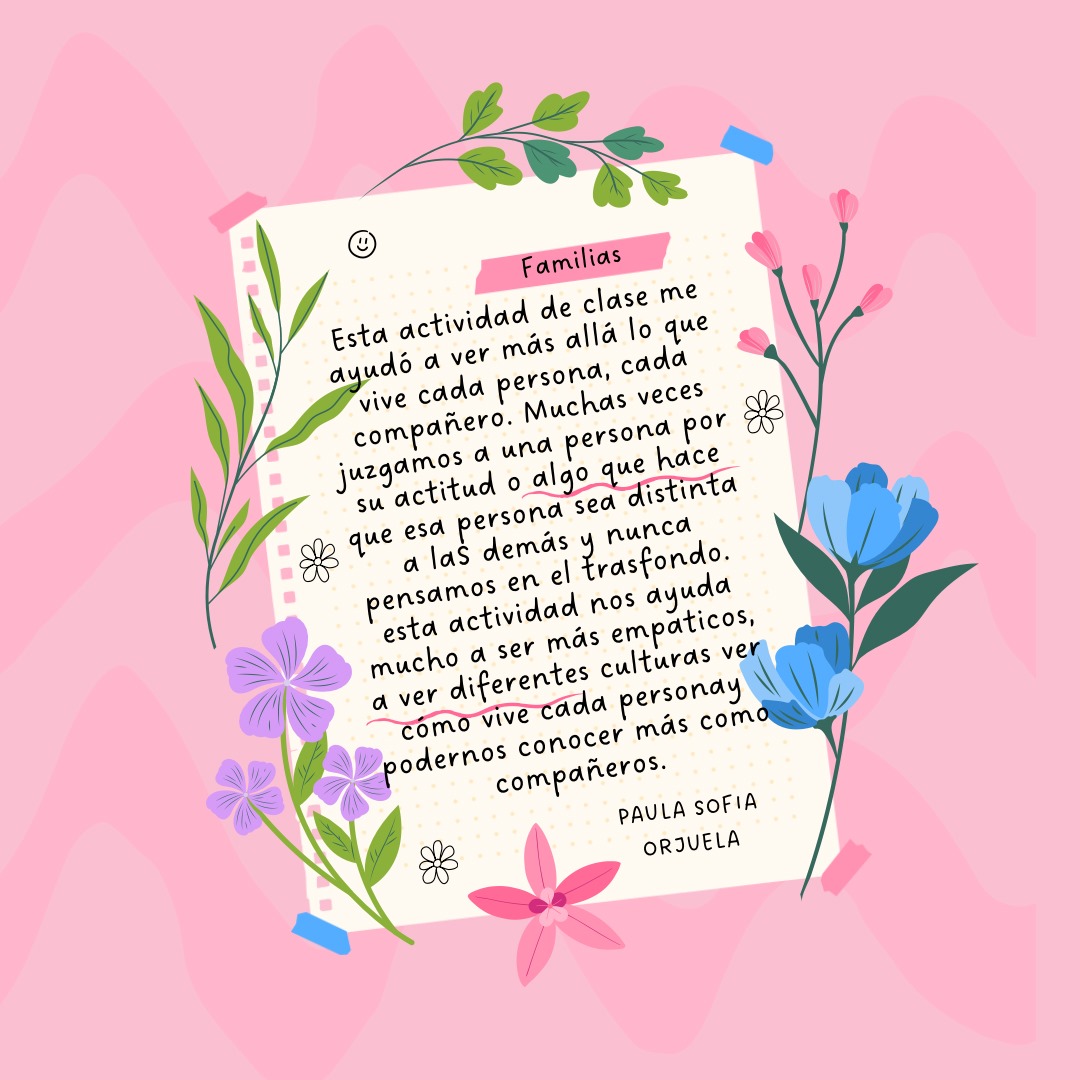 Familias
Esta actividad de clase me
ayudó a ver más allá lo que
vive cada persona, cada
compañero. Muchas veces
juzgamos a una persona por
su actitud o algo que hace
que esa persona sea distinta
a laS demás y nunca
pensamos en el trasfondo.
esta actividad nos ayuda
mucho a ser más empaticos,
a ver diferentes culturas ver
cómo vive cada personay
podernos conocer más como
compañeros.
PAULA SOFIA
ORJUELA